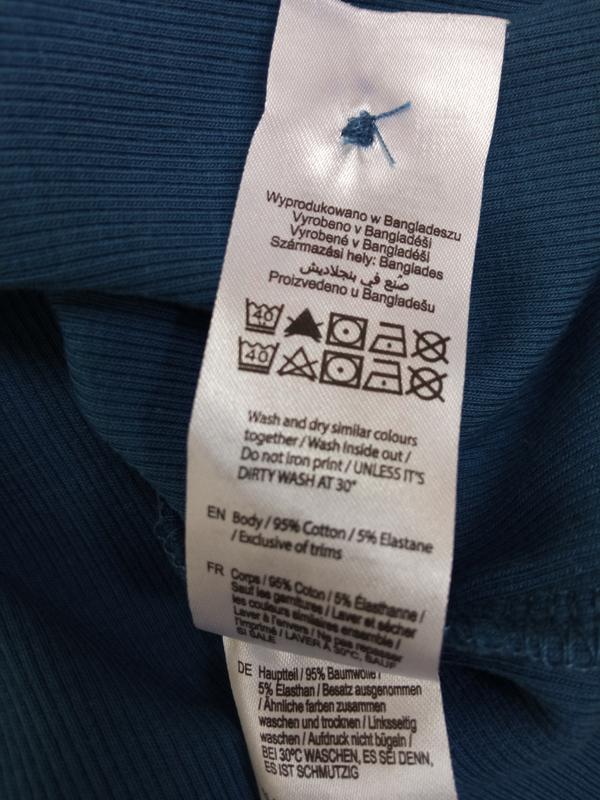 Wyprodukowano w Bangladeszu
Vyrobeno v Bangladéši
Vyrobené v Bangladéši
Származási hely: Banglades
صنع في بنجلاديش
Proizvedeno u Bangladešu
40
40
Wash and dry similar colours
together / Wash inside out /
Do not iron print / UNLESS IT'S
DIRTY WASH AT 30°
EN Body / 95% Cotton / 5% Elastane
/ Exclusive of trims
FR Corps / 95% Coton / 5% Élasthanne /
Sauf les garnitures / Laver et sécher
les couleurs similaires ensemble /
Laver à l'envers / Ne pas repasser
l'imprimé / LAVER À 30°C, SAUF
SI SALE
DE Hauptteil / 95% Baumwolle /
5% Elasthan / Besatz ausgenommen
/ Ähnliche farben zusammen
waschen und trocknen / Linksseitig
waschen / Aufdruck nicht bügeln /
BEI 30°C WASCHEN, ES SEI DENN,
ES IST SCHMUTZIG